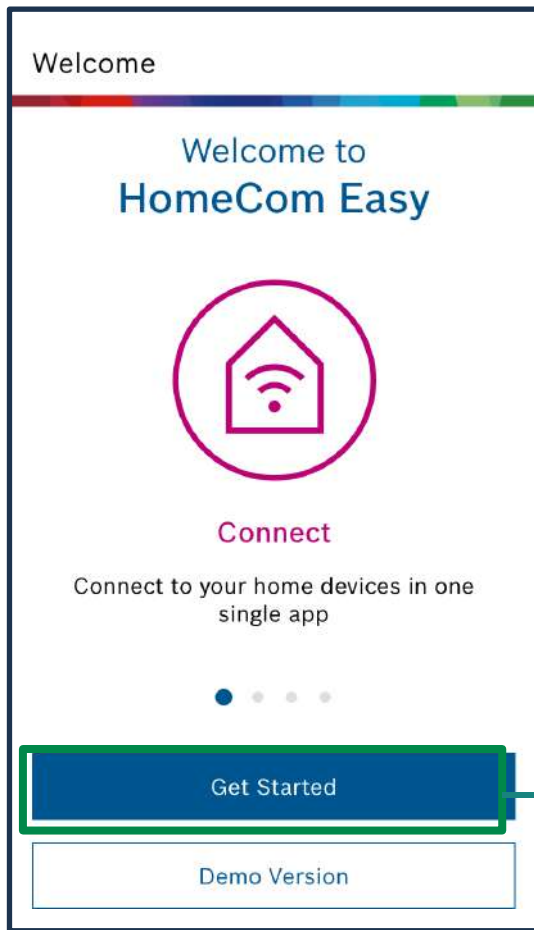 Welcome
Welcome to
HomeCom Easy
Connect
Connect to your home devices in one
single app
Get Started
Demo Version